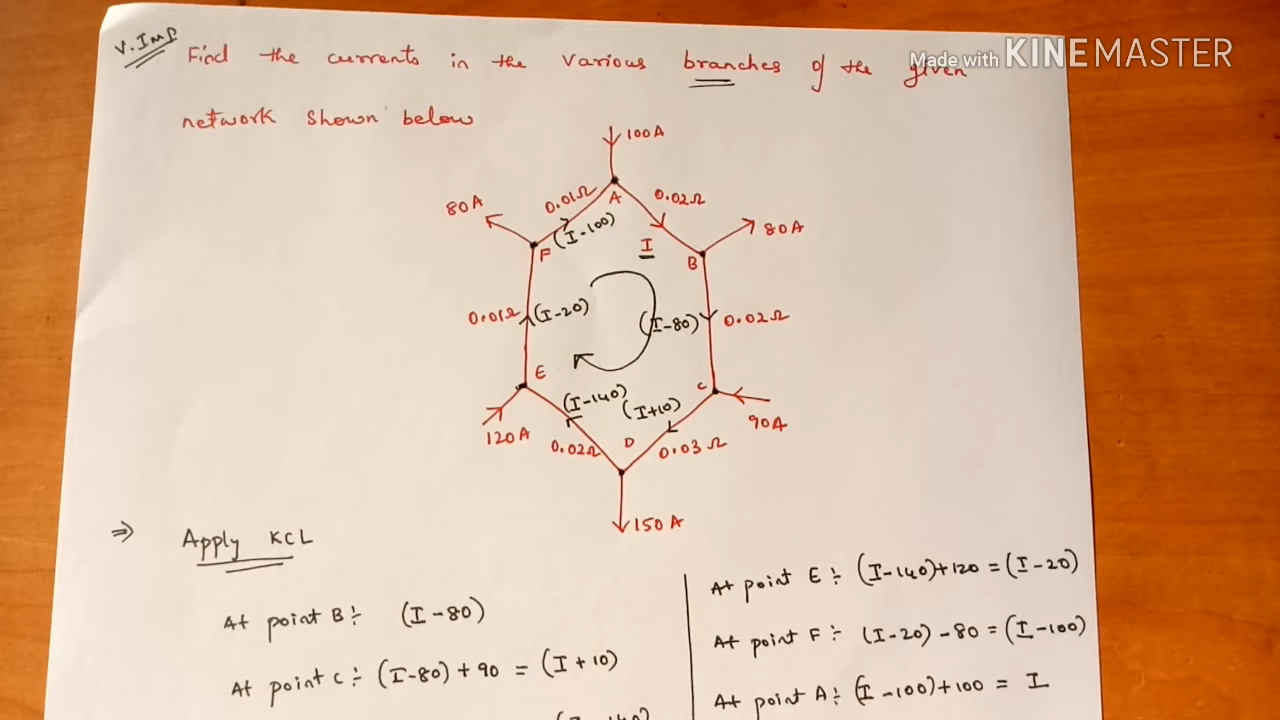 V. Imp
Find the currents in the various branches of the given
network shown below
Made with KINEMASTER
100A
0.01Ω
A
0.02Ω
80A
(I-100)
80A
F
I
B
0.01Ω
(I-20)
(I-80)
0.02Ω
E
C
(I-140)
(I+10)
120A
90A
0.02Ω
D
0.03Ω
150A
⇒ Apply KCL
At point B÷ (I-80)
At point C÷ (I-80)+90 = (I+10)
(I-140)
At point E÷ (I-140)+120 = (I-20)
At point F÷ (I-20)-80 = (I-100)
At point A÷ (I-100)+100 = I